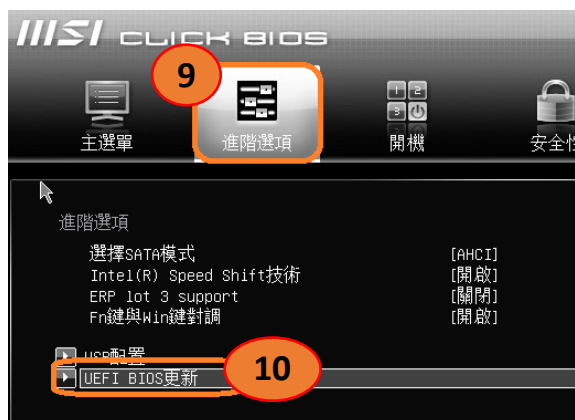 msi CLICK BIOS
9
主選單
進階選項
開機
安全性
進階選項
選擇SATA模式 [AHCI]
Intel(R) Speed Shift技術 [開啟]
ERP lot 3 support [關閉]
Fn鍵與Win鍵對調 [開啟]
USB配置
UEFI BIOS更新
10